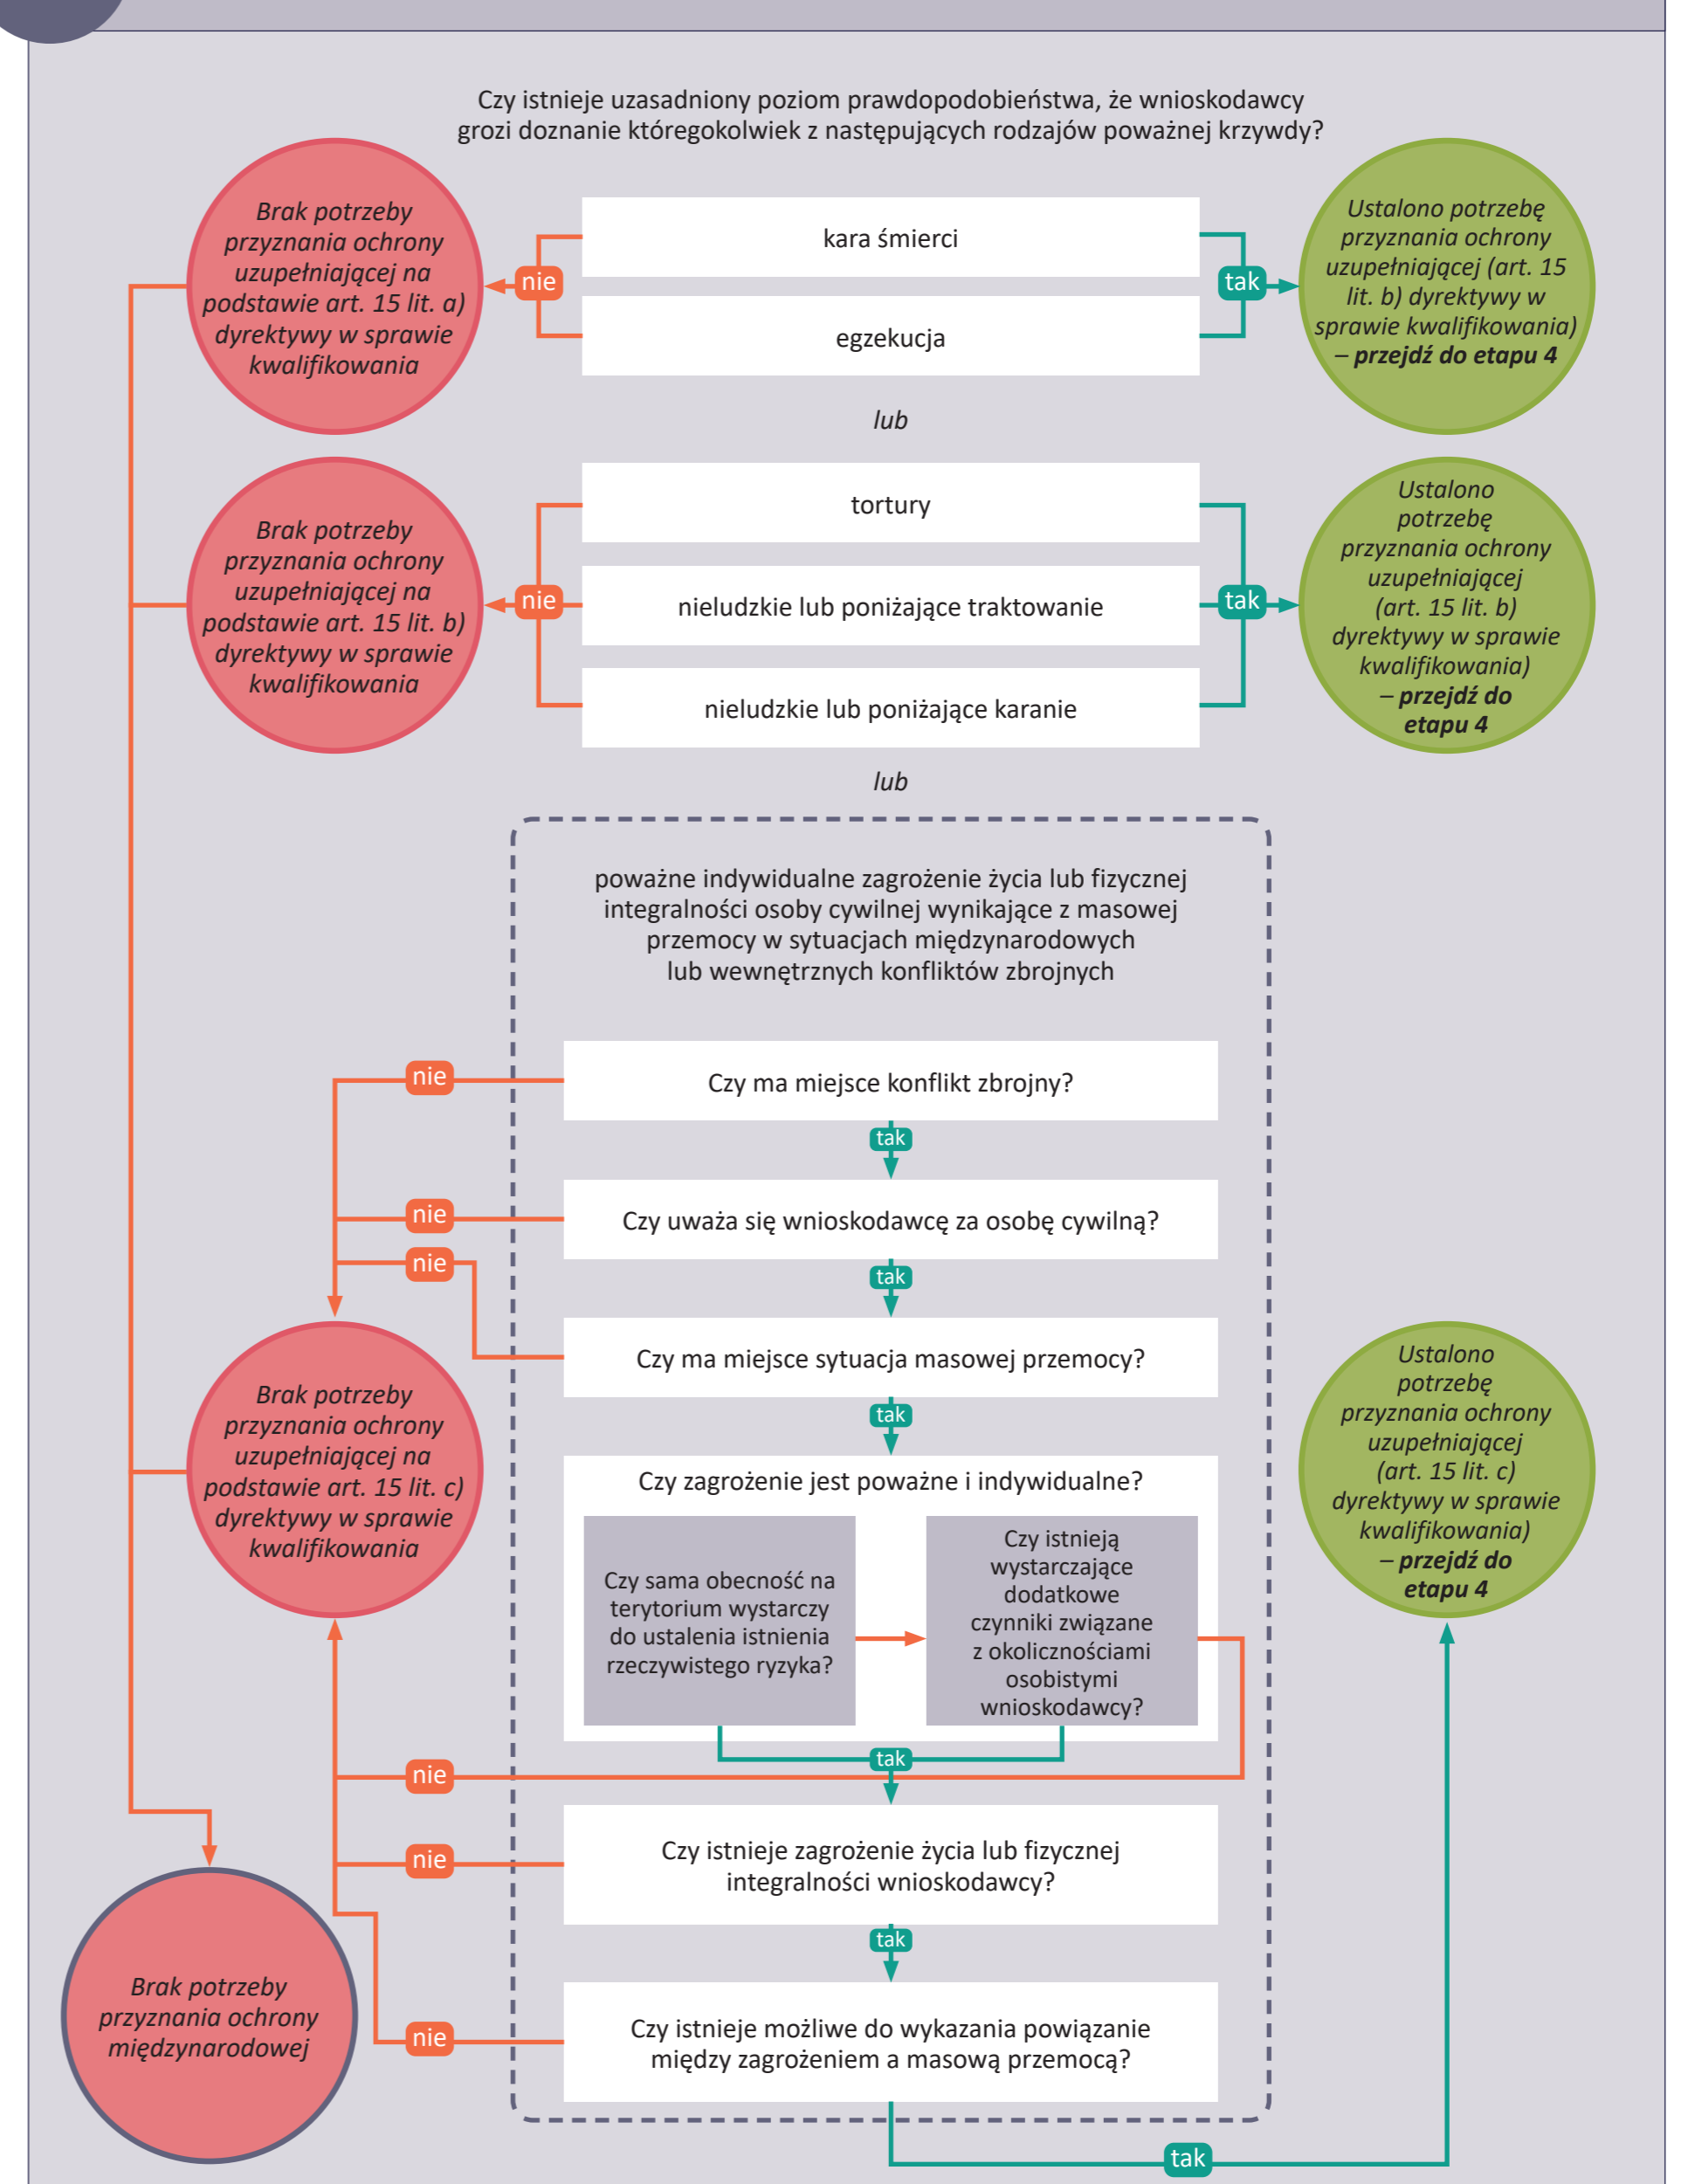 Czy istnieje uzasadniony poziom prawdopodobieństwa, że wnioskodawcy
grozi doznanie któregokolwiek z następujących rodzajów poważnej krzywdy?
Brak potrzeby
przyznania ochrony
uzupełniającej na
podstawie art. 15 lit. a)
dyrektywy w sprawie
kwalifikowania
nie
kara śmierci
egzekucja
tak
Ustalono potrzebę
przyznania ochrony
uzupełniającej (art. 15
lit. b) dyrektywy w
sprawie kwalifikowania)
– przejdź do etapu 4
lub
Brak potrzeby
przyznania ochrony
uzupełniającej na
podstawie art. 15 lit. b)
dyrektywy w sprawie
kwalifikowania
nie
tortury
nieludzkie lub poniżające traktowanie
nieludzkie lub poniżające karanie
tak
Ustalono
potrzebę
przyznania ochrony
uzupełniającej
(art. 15 lit. b)
dyrektywy w sprawie
kwalifikowania)
– przejdź do
etapu 4
lub
poważne indywidualne zagrożenie życia lub fizycznej
integralności osoby cywilnej wynikające z masowej
przemocy w sytuacjach międzynarodowych
lub wewnętrznych konfliktów zbrojnych
nie
Czy ma miejsce konflikt zbrojny?
tak
nie
Czy uważa się wnioskodawcę za osobę cywilną?
nie
tak
Czy ma miejsce sytuacja masowej przemocy?
tak
Brak potrzeby
przyznania ochrony
uzupełniającej na
podstawie art. 15 lit. c)
dyrektywy w sprawie
kwalifikowania
Czy zagrożenie jest poważne i indywidualne?
Czy sama obecność na
terytorium wystarczy
do ustalenia istnienia
rzeczywistego ryzyka?
Czy istnieją
wystarczające
dodatkowe
czynniki związane
z okolicznościami
osobistymi
wnioskodawcy?
Ustalono
potrzebę
przyznania ochrony
uzupełniającej
(art. 15 lit. c)
dyrektywy w sprawie
kwalifikowania)
– przejdź do
etapu 4
tak
nie
nie
Czy istnieje zagrożenie życia lub fizycznej
integralności wnioskodawcy?
tak
Brak potrzeby
przyznania ochrony
międzynarodowej
nie
Czy istnieje możliwe do wykazania powiązanie
między zagrożeniem a masową przemocą?
tak